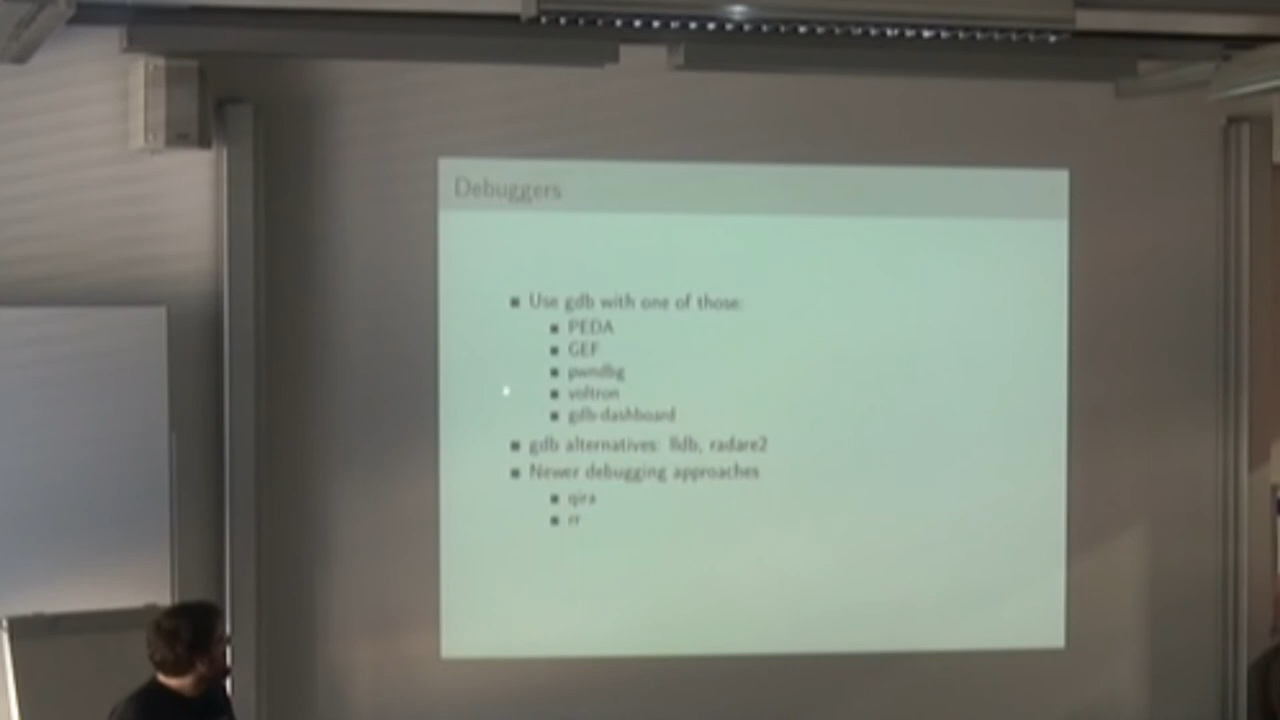 Debuggers
Use gdb with one of those:
PEDA
GEF
pwndbg
voltron
gdb-dashboard
gdb alternatives: lldb, radare2
Newer debugging approaches
qira
rr